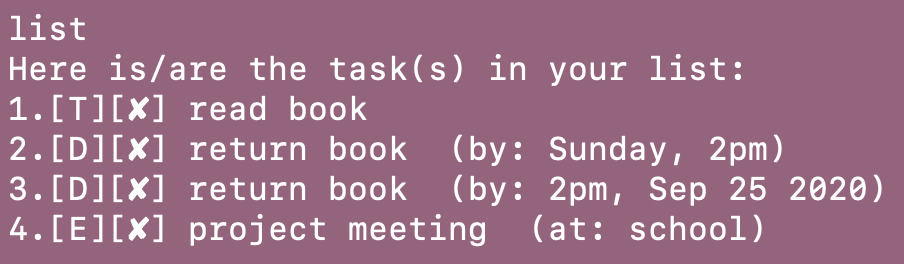 list
Here is/are the task(s) in your list:
1.[T][✘] read book
2.[D][✘] return book  (by: Sunday, 2pm)
3.[D][✘] return book  (by: 2pm, Sep 25 2020)
4.[E][✘] project meeting  (at: school)